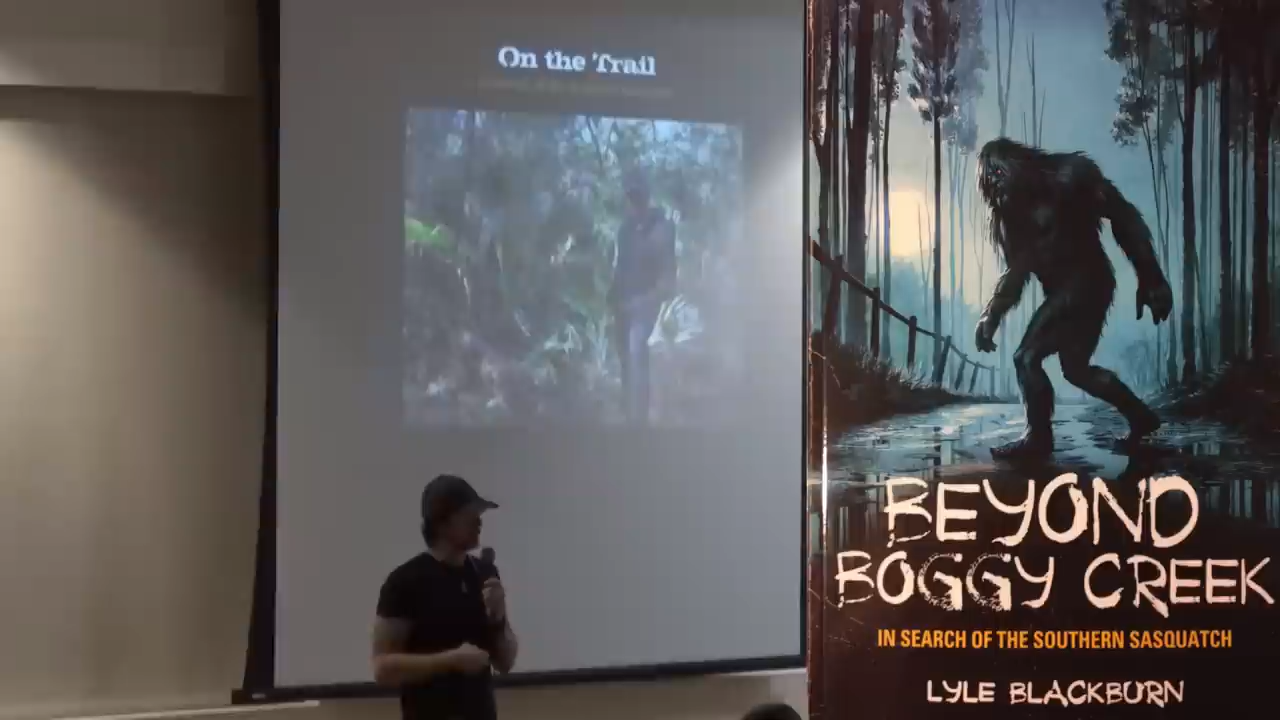 On the Trail
BEYOND
BOGGY CREEK
IN SEARCH OF THE SOUTHERN SASQUATCH
LYLE BLACKBURN